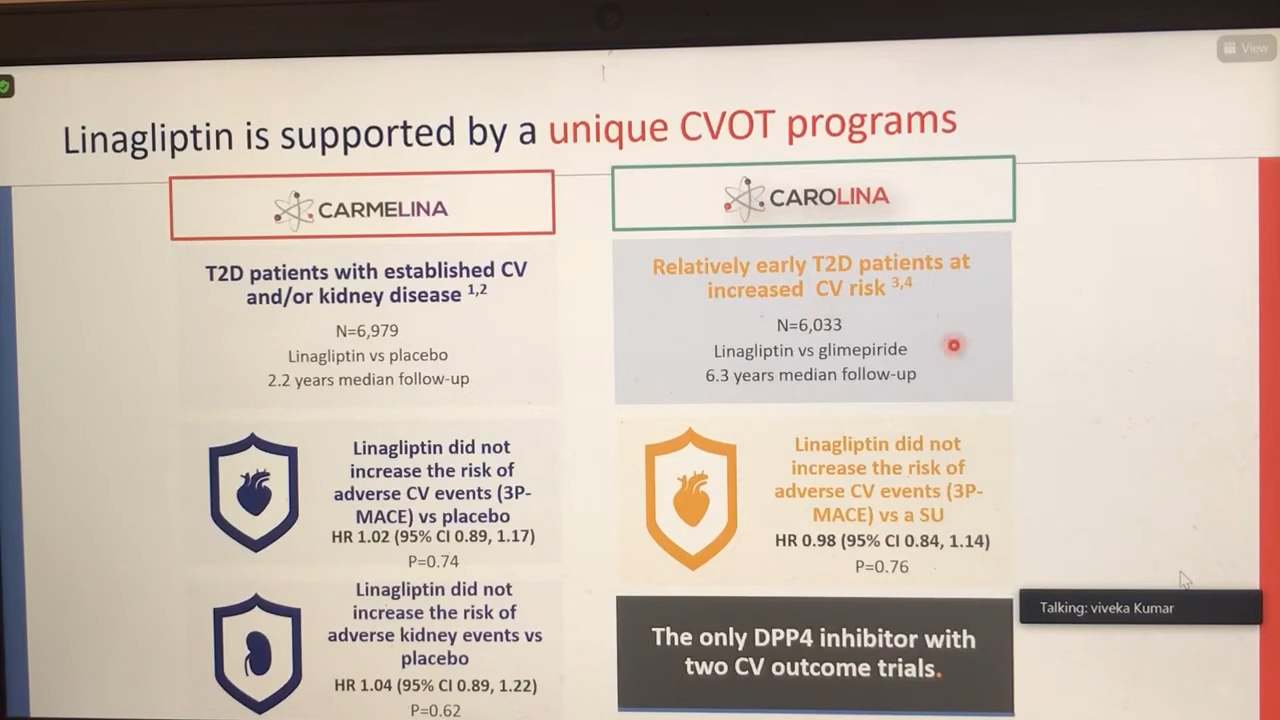 View
Linagliptin is supported by a unique CVOT programs
CARMELINA
T2D patients with established CV
and/or kidney disease 1,2
N=6,979
Linagliptin vs placebo
2.2 years median follow-up
Linagliptin did not
increase the risk of
adverse CV events (3P-
MACE) vs placebo
HR 1.02 (95% CI 0.89, 1.17)
P=0.74
Linagliptin did not
increase the risk of
adverse kidney events vs
placebo
HR 1.04 (95% CI 0.89, 1.22)
P=0.62
CAROLINA
Relatively early T2D patients at
increased CV risk 3,4
N=6,033
Linagliptin vs glimepiride
6.3 years median follow-up
Linagliptin did not
increase the risk of
adverse CV events (3P-
MACE) vs a SU
HR 0.98 (95% CI 0.84, 1.14)
P=0.76
The only DPP4 inhibitor with
two CV outcome trials.
Talking: viveka Kumar